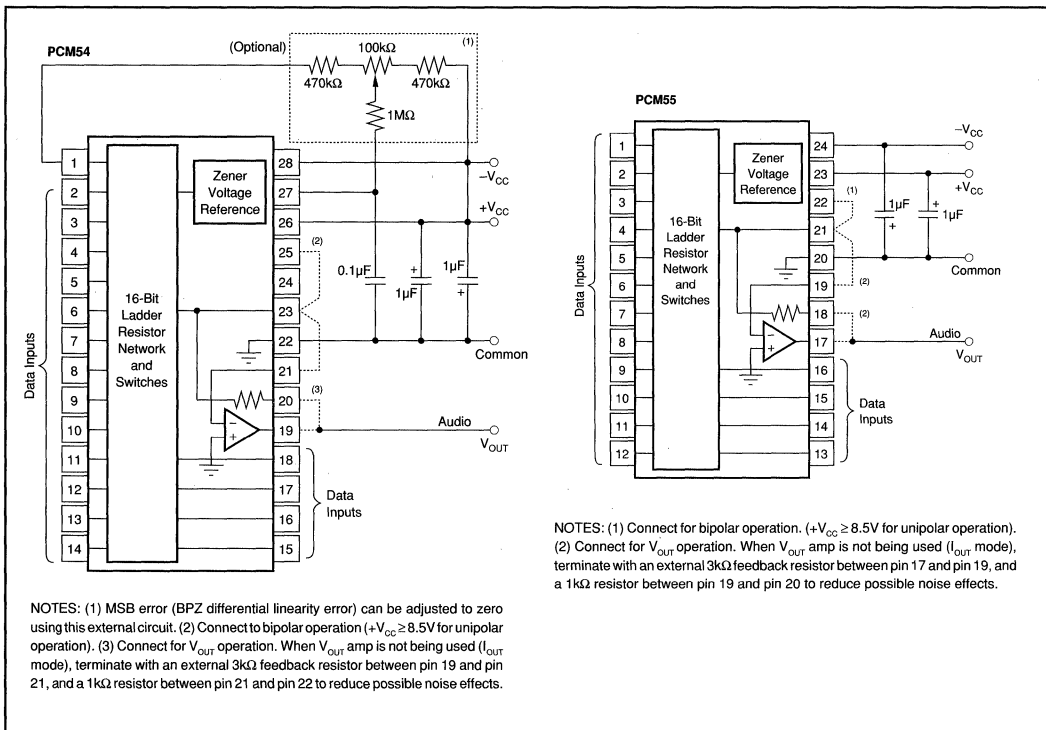 PCM54
(Optional)
100kΩ
(1)
470kΩ
470kΩ
1MΩ
Data Inputs
1
2
3
4
5
6
7
8
9
10
11
12
13
14
16-Bit
Ladder
Resistor
Network
and
Switches
Zener
Voltage
Reference
28
27
26
25
24
23
22
21
20
19
18
17
16
15
−VCC
+VCC
(2)
0.1µF
+
1µF
1µF
+
Common
(3)
−
+
Audio
VOUT
Data
Inputs
NOTES: (1) MSB error (BPZ differential linearity error) can be adjusted to zero
using this external circuit. (2) Connect to bipolar operation (+VCC ≥ 8.5V for unipolar
operation). (3) Connect for VOUT operation. When VOUT amp is not being used (IOUT
mode), terminate with an external 3kΩ feedback resistor between pin 19 and pin
21, and a 1kΩ resistor between pin 21 and pin 22 to reduce possible noise effects.
PCM55
Data Inputs
1
2
3
4
5
6
7
8
9
10
11
12
16-Bit
Ladder
Resistor
Network
and
Switches
Zener
Voltage
Reference
24
23
22
21
20
19
18
17
16
15
14
13
−VCC
+VCC
(1)
1µF
+
+
1µF
Common
(2)
(2)
−
+
Audio
VOUT
Data
Inputs
NOTES: (1) Connect for bipolar operation. (+VCC ≥ 8.5V for unipolar operation).
(2) Connect for VOUT operation. When VOUT amp is not being used (IOUT mode),
terminate with an external 3kΩ feedback resistor between pin 17 and pin 19, and
a 1kΩ resistor between pin 19 and pin 20 to reduce possible noise effects.